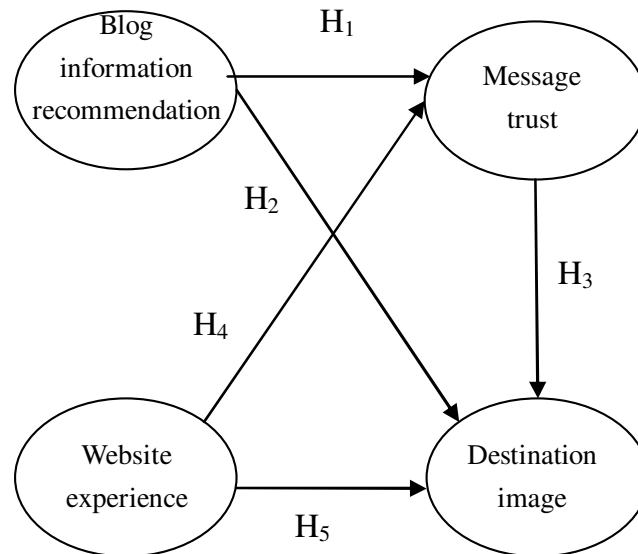 Blog
information
recommendation
H₁
Message
trust
H₂
H₃
H₄
Website
experience
Destination
image
H₅